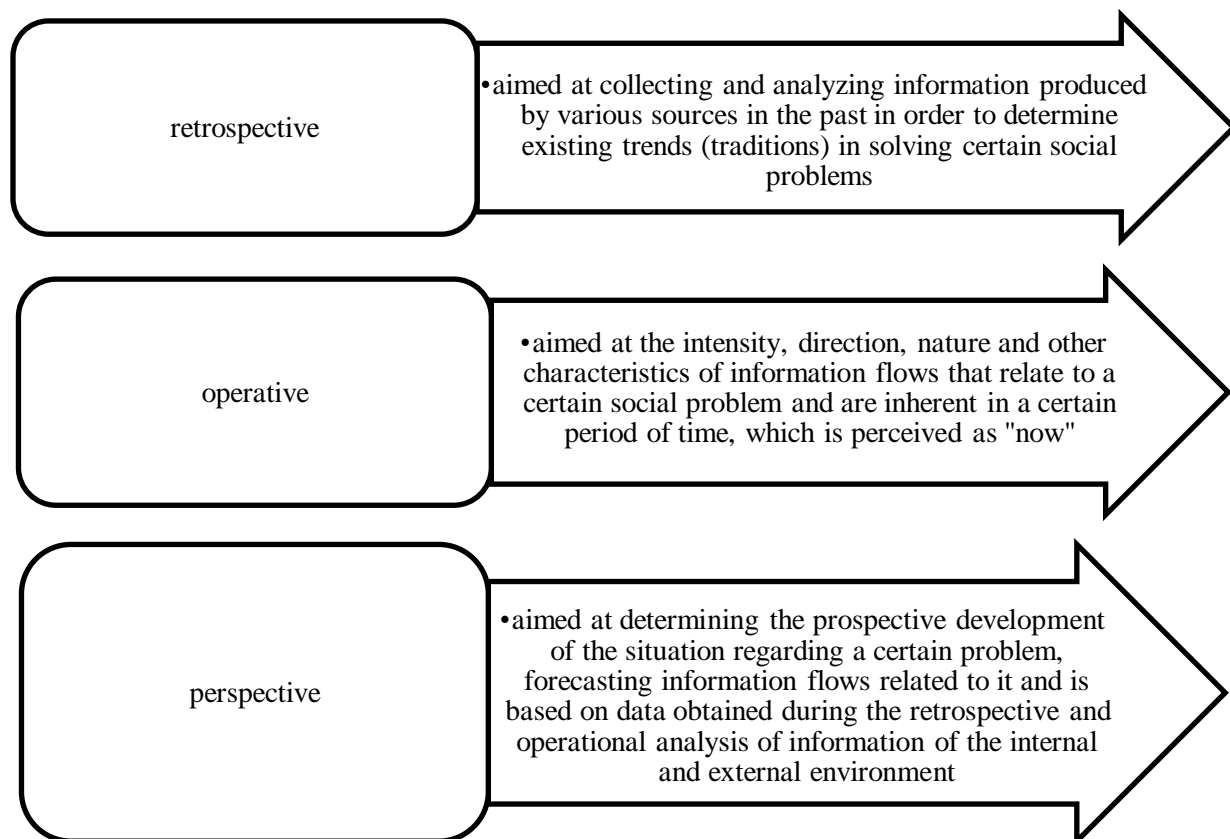 retrospective
•aimed at collecting and analyzing information produced
by various sources in the past in order to determine
existing trends (traditions) in solving certain social
problems
operative
•aimed at the intensity, direction, nature and other
characteristics of information flows that relate to a
certain social problem and are inherent in a certain
period of time, which is perceived as "now"
perspective
•aimed at determining the prospective development
of the situation regarding a certain problem,
forecasting information flows related to it and is
based on data obtained during the retrospective and
operational analysis of information of the internal
and external environment